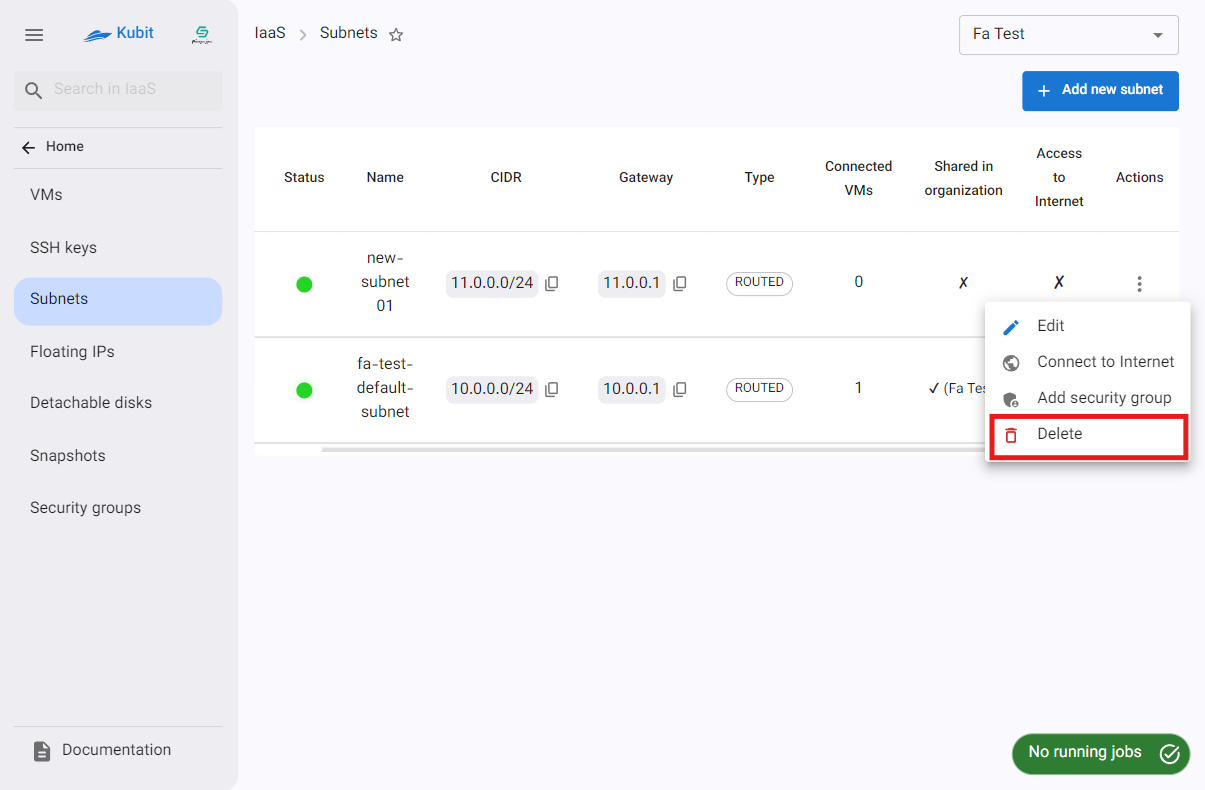 Kubit
Search in IaaS
Home
VMs
SSH keys
Subnets
Floating IPs
Detachable disks
Snapshots
Security groups
Documentation
IaaS > Subnets
Fa Test
+ Add new subnet
Status Name CIDR Gateway Type Connected VMs Shared in organization Access to Internet Actions
new-
subnet
01
11.0.0.0/24 11.0.0.1 ROUTED 0 ✗ ✗
fa-test-
default-
subnet
10.0.0.0/24 10.0.0.1 ROUTED 1 ✓ (Fa Tes
Edit
Connect to Internet
Add security group
Delete
No running jobs